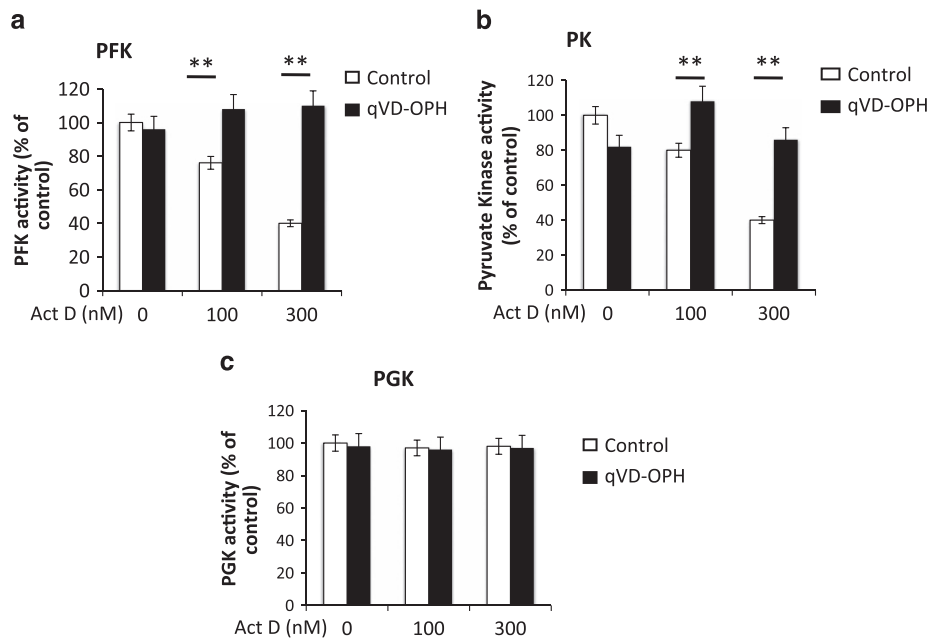 a
PFK
** **
Control
qVD-OPH
PFK activity (% of
control)
120
100
80
60
40
20
0
Act D (nM) 0 100 300
b
PK
** **
Control
qVD-OPH
Pyruvate Kinase activity
(% of control)
120
100
80
60
40
20
0
Act D (nM) 0 100 300
c
PGK
Control
qVD-OPH
PGK activity (% of
control)
120
100
80
60
40
20
0
Act D (nM) 0 100 300